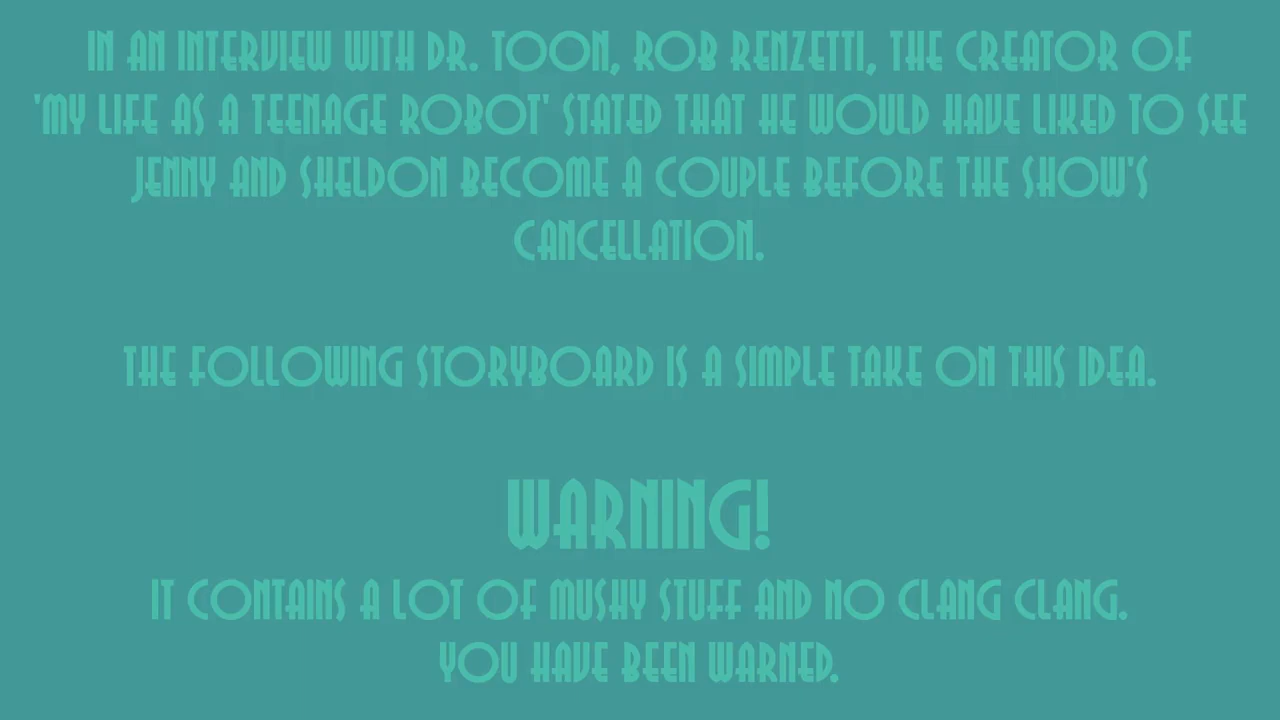 IN AN INTERVIEW WITH DR. TOON, ROB RENZETTI, THE CREATOR OF
'MY LIFE AS A TEENAGE ROBOT' STATED THAT HE WOULD HAVE LIKED TO SEE
JENNY AND SHELDON BECOME A COUPLE BEFORE THE SHOW'S
CANCELLATION.
THE FOLLOWING STORYBOARD IS A SIMPLE TAKE ON THIS IDEA.
WARNING!
IT CONTAINS A LOT OF MUSHY STUFF AND NO CLANG CLANG.
YOU HAVE BEEN WARNED.